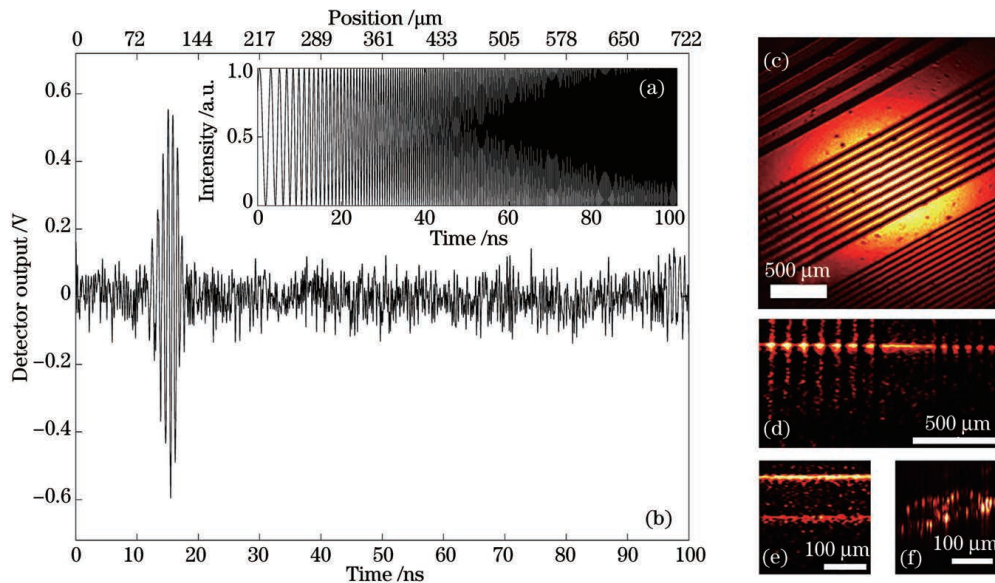 Position /μm
0 72 144 217 289 361 433 505 578 650 722
0.6
0.4
0.2
0
−0.2
−0.4
−0.6
Detector output /V
(a)
1.0
0.5
0
Intensity /a.u.
0 20 40 60 80 100
Time /ns
(b)
0 10 20 30 40 50 60 70 80 90 100
Time /ns
(c)
500 μm
500 μm
(d)
(e)
100 μm
(f)
100 μm